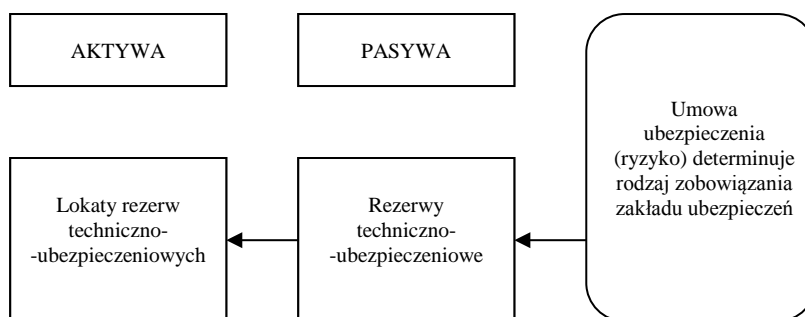 AKTYWA
PASYWA
Umowa
ubezpieczenia
(ryzyko) determinuje
rodzaj zobowiązania
zakładu ubezpieczeń
Lokaty rezerw
techniczno-
-ubezpieczeniowych
Rezerwy
techniczno-
-ubezpieczeniowe